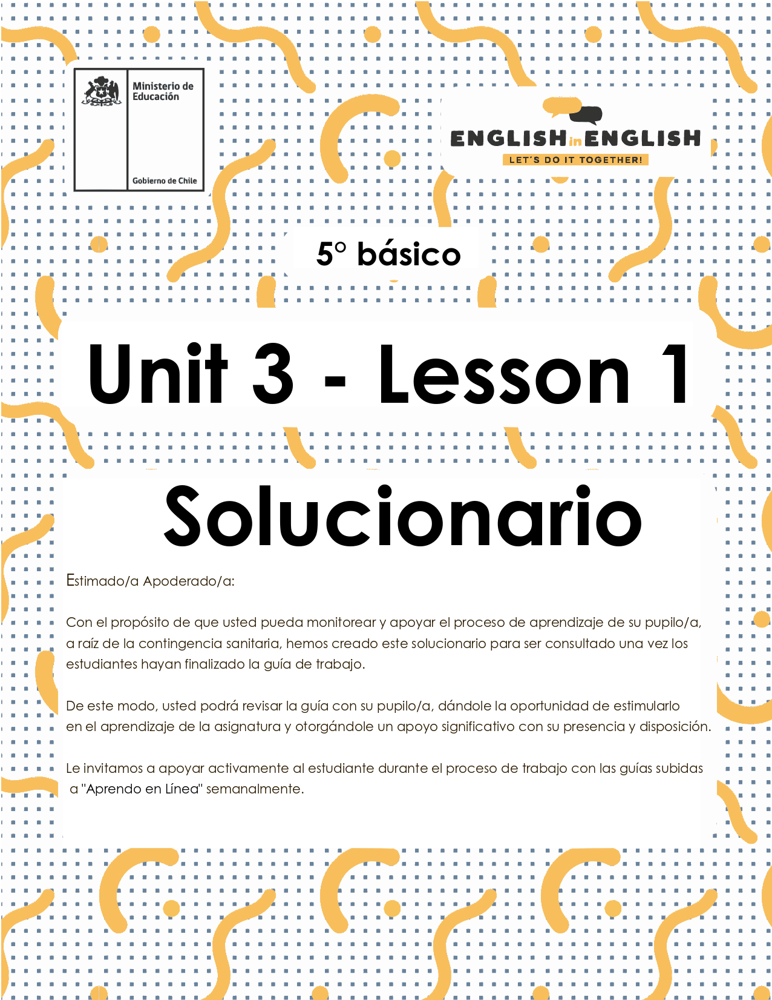 Ministerio de
Educación
Gobierno de Chile
ENGLISH in ENGLISH
LET´S DO IT TOGETHER!
5° básico
Unit 3 - Lesson 1
Solucionario
Estimado/a Apoderado/a:
Con el propósito de que usted pueda monitorear y apoyar el proceso de aprendizaje de su pupilo/a,
a raíz de la contingencia sanitaria, hemos creado este solucionario para ser consultado una vez los
estudiantes hayan finalizado la guía de trabajo.
De este modo, usted podrá revisar la guía con su pupilo/a, dándole la oportunidad de estimularlo
en el aprendizaje de la asignatura y otorgándole un apoyo significativo con su presencia y disposición.
Le invitamos a apoyar activamente al estudiante durante el proceso de trabajo con las guías subidas
a "Aprendo en Línea" semanalmente.